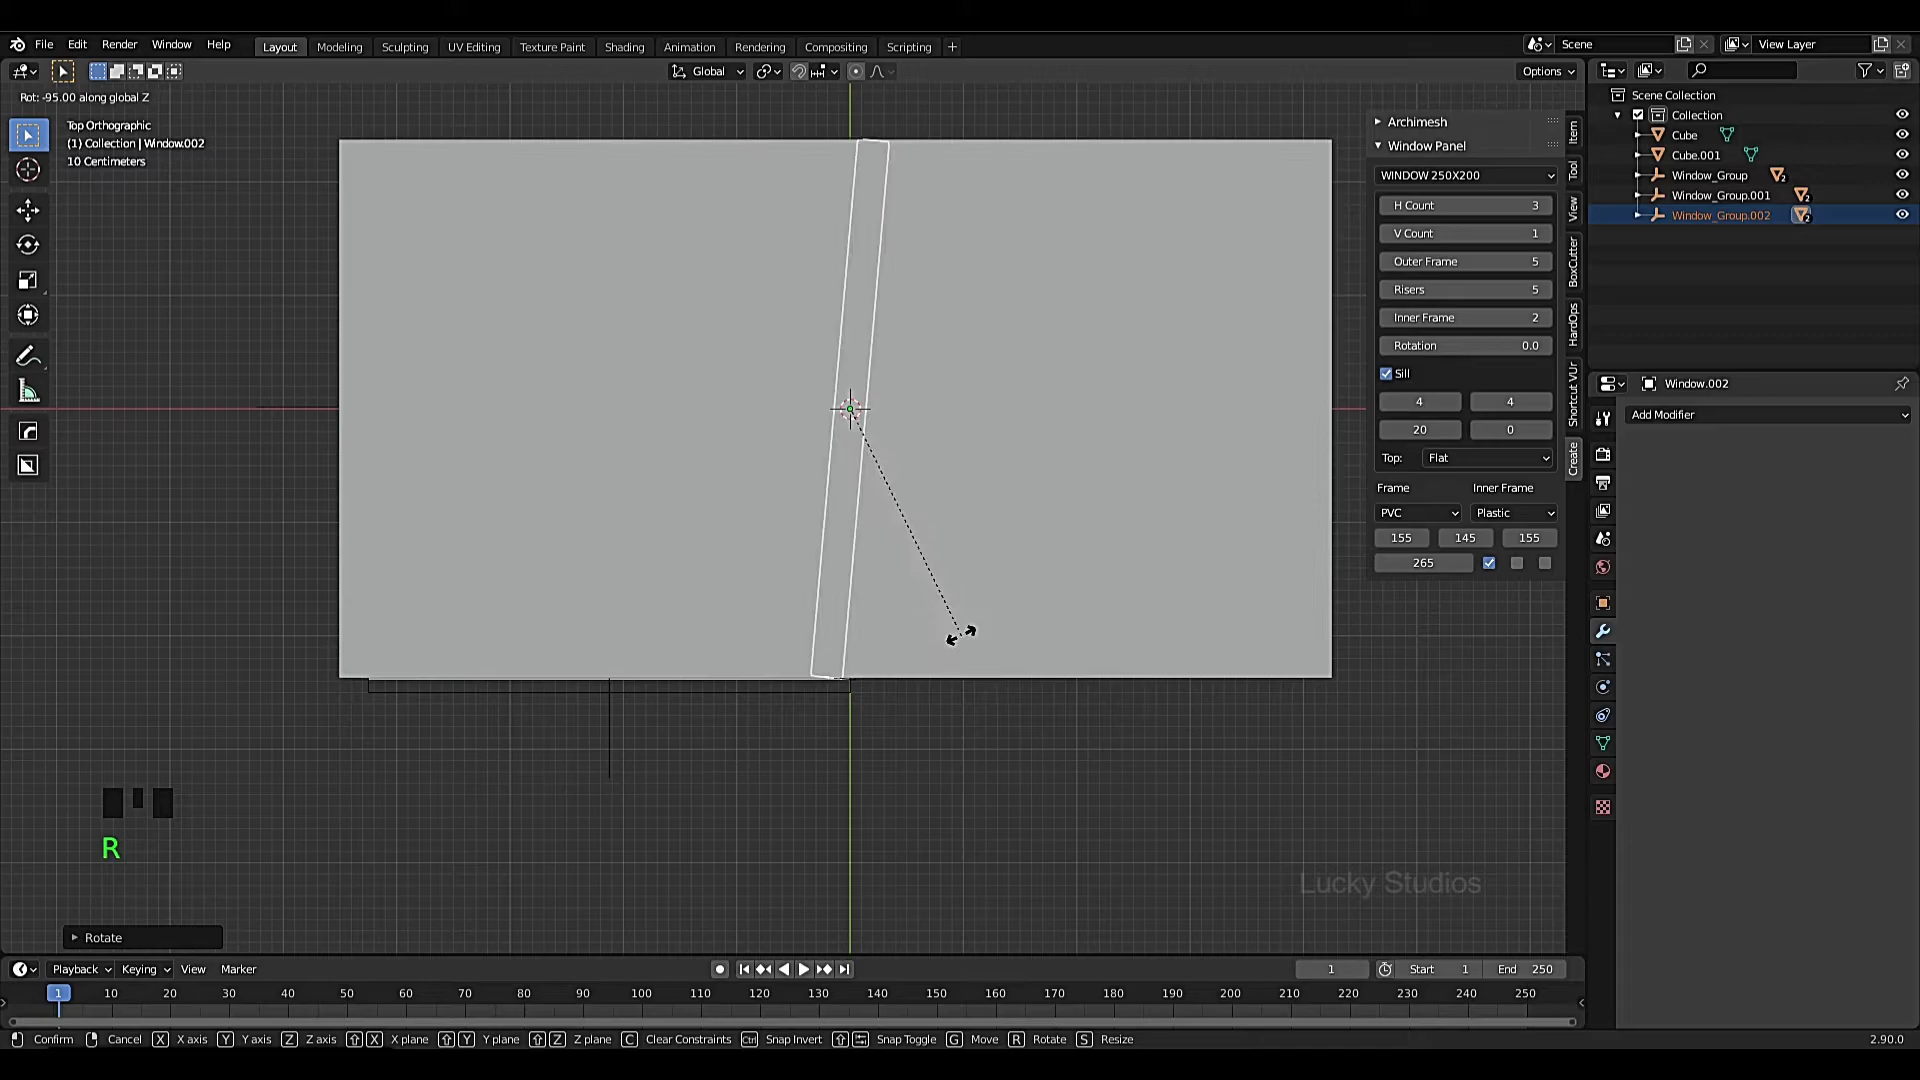 File Edit Render Window Help Layout Modeling Sculpting UV Editing Texture Paint Shading Animation Rendering Compositing Scripting + Scene View Layer
Global Options
Rot: -95.00 along global Z
Top Orthographic
(1) Collection | Window.002
10 Centimeters
Archimesh
Window Panel
WINDOW 250X200
H Count 3
V Count 1
Outer Frame 5
Risers 5
Inner Frame 2
Rotation 0.0
Sill
4 4
20 0
Top: Flat
Frame Inner Frame
PVC Plastic
155 145 155
265
Item
Tool
View
BoxCutter
HardOps
Shortcut VUr
Create
Scene Collection
Collection
Cube
Cube.001
Window_Group 2
Window_Group.001 2
Window_Group.002 2
Window.002
Add Modifier
R
Lucky Studios
Rotate
Playback Keying View Marker 1 Start 1 End 250
1 10 20 30 40 50 60 70 80 90 100 110 120 130 140 150 160 170 180 190 200 210 220 230 240 250
Confirm Cancel X X axis Y Y axis Z Z axis X X plane Y Y plane Z Z plane C Clear Constraints Ctrl Snap Invert Snap Toggle G Move R Rotate S Resize 2.90.0